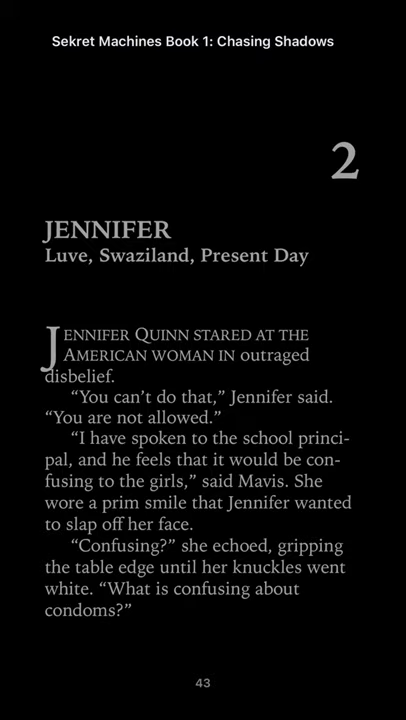 Sekret Machines Book 1: Chasing Shadows
2
JENNIFER
Luve, Swaziland, Present Day
JENNIFER QUINN STARED AT THE
AMERICAN WOMAN IN outraged
disbelief.
“You can’t do that,” Jennifer said.
“You are not allowed.”
“I have spoken to the school princi-
pal, and he feels that it would be con-
fusing to the girls,” said Mavis. She
wore a prim smile that Jennifer wanted
to slap off her face.
“Confusing?” she echoed, gripping
the table edge until her knuckles went
white. “What is confusing about
condoms?”
43